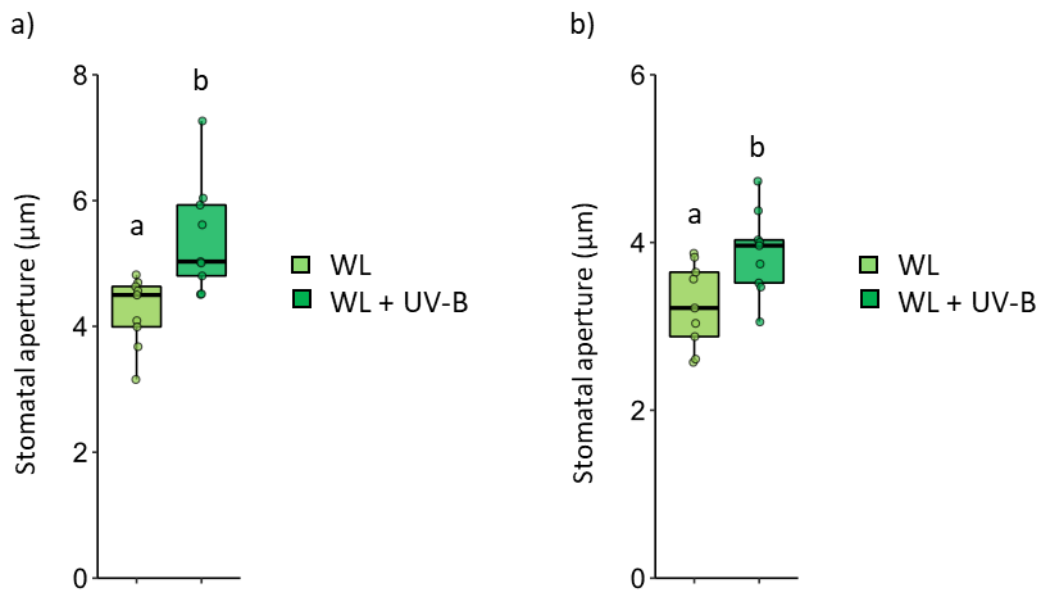 a)
8
6
4
2
0
Stomatal aperture (µm)
a
b
WL
WL + UV-B
b)
6
4
2
0
Stomatal aperture (µm)
a
b
WL
WL + UV-B